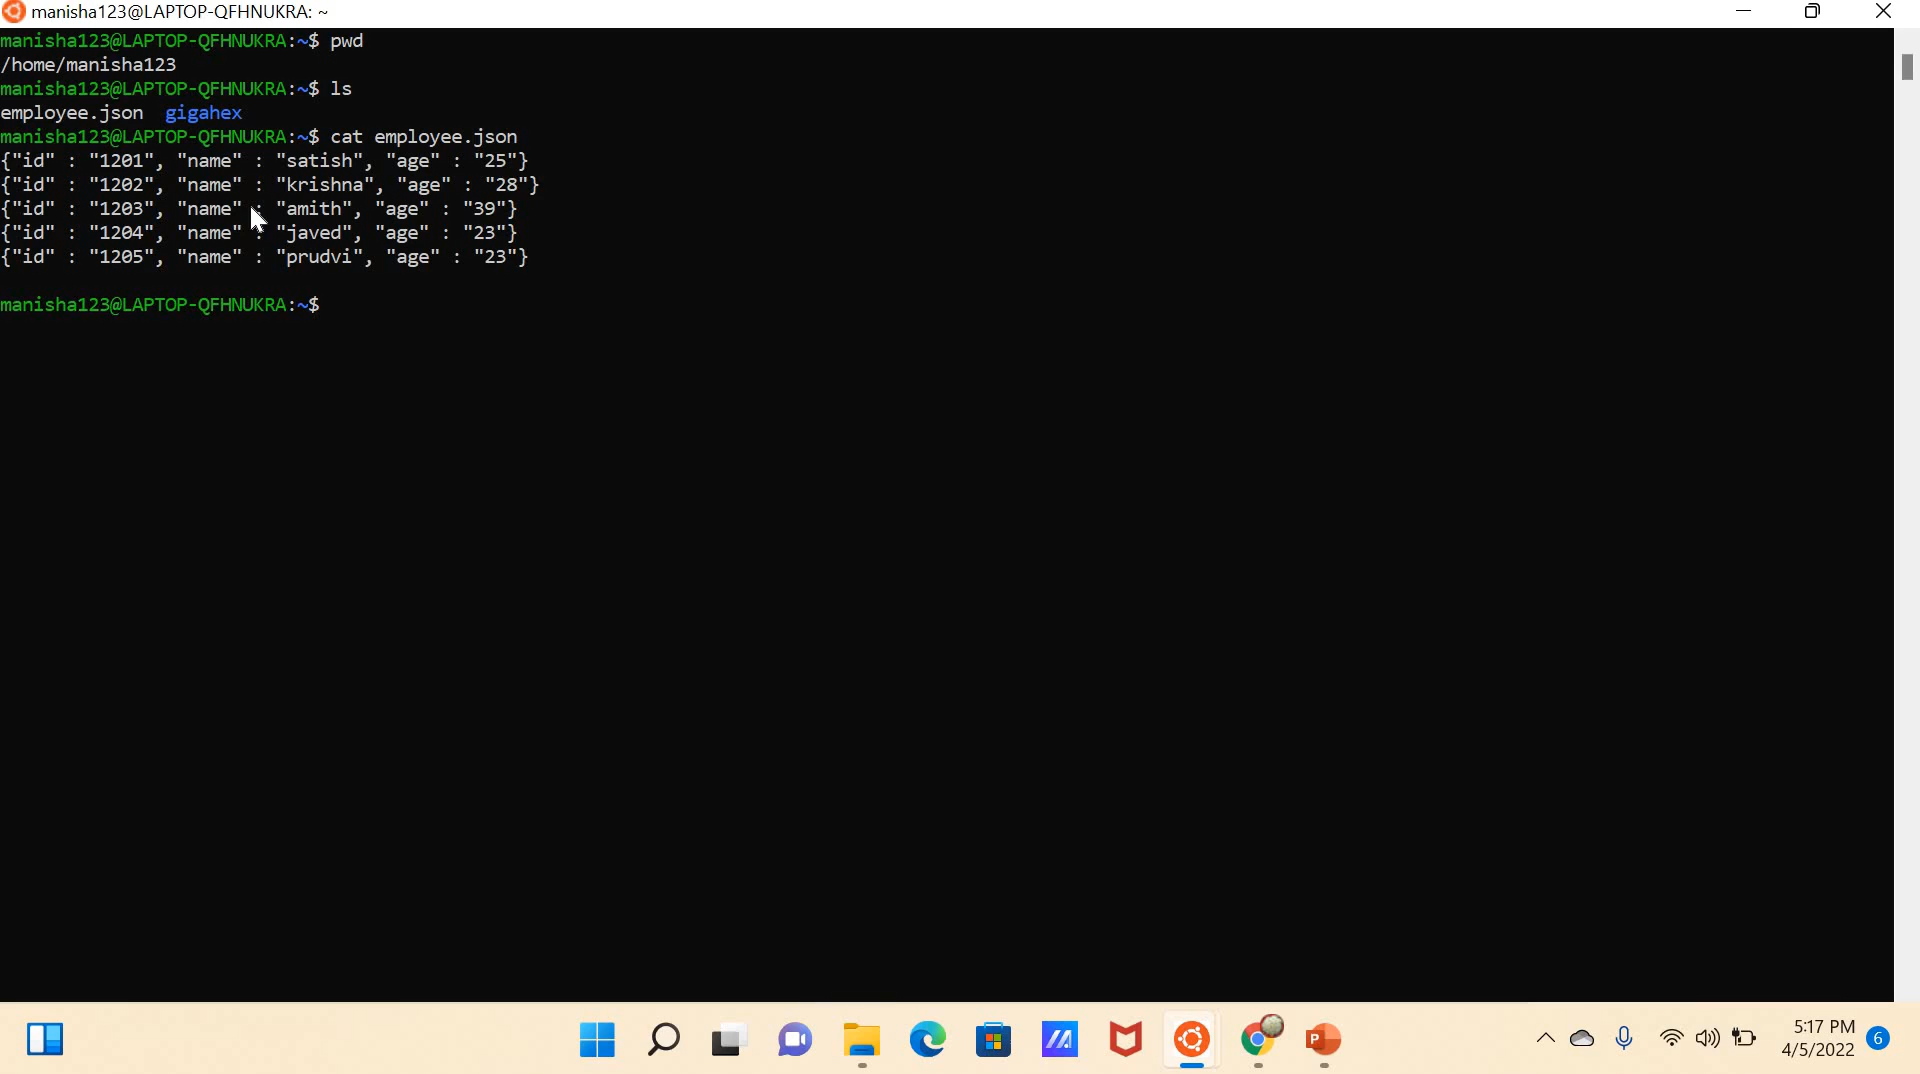 manisha123@LAPTOP-QFHNUKRA: ~
manisha123@LAPTOP-QFHNUKRA:~$ pwd
/home/manisha123
manisha123@LAPTOP-QFHNUKRA:~$ ls
employee.json  gigahex
manisha123@LAPTOP-QFHNUKRA:~$ cat employee.json
{"id" : "1201", "name" : "satish", "age" : "25"}
{"id" : "1202", "name" : "krishna", "age" : "28"}
{"id" : "1203", "name" : "amith", "age" : "39"}
{"id" : "1204", "name" : "javed", "age" : "23"}
{"id" : "1205", "name" : "prudvi", "age" : "23"}
manisha123@LAPTOP-QFHNUKRA:~$
P
5:17 PM
4/5/2022
6